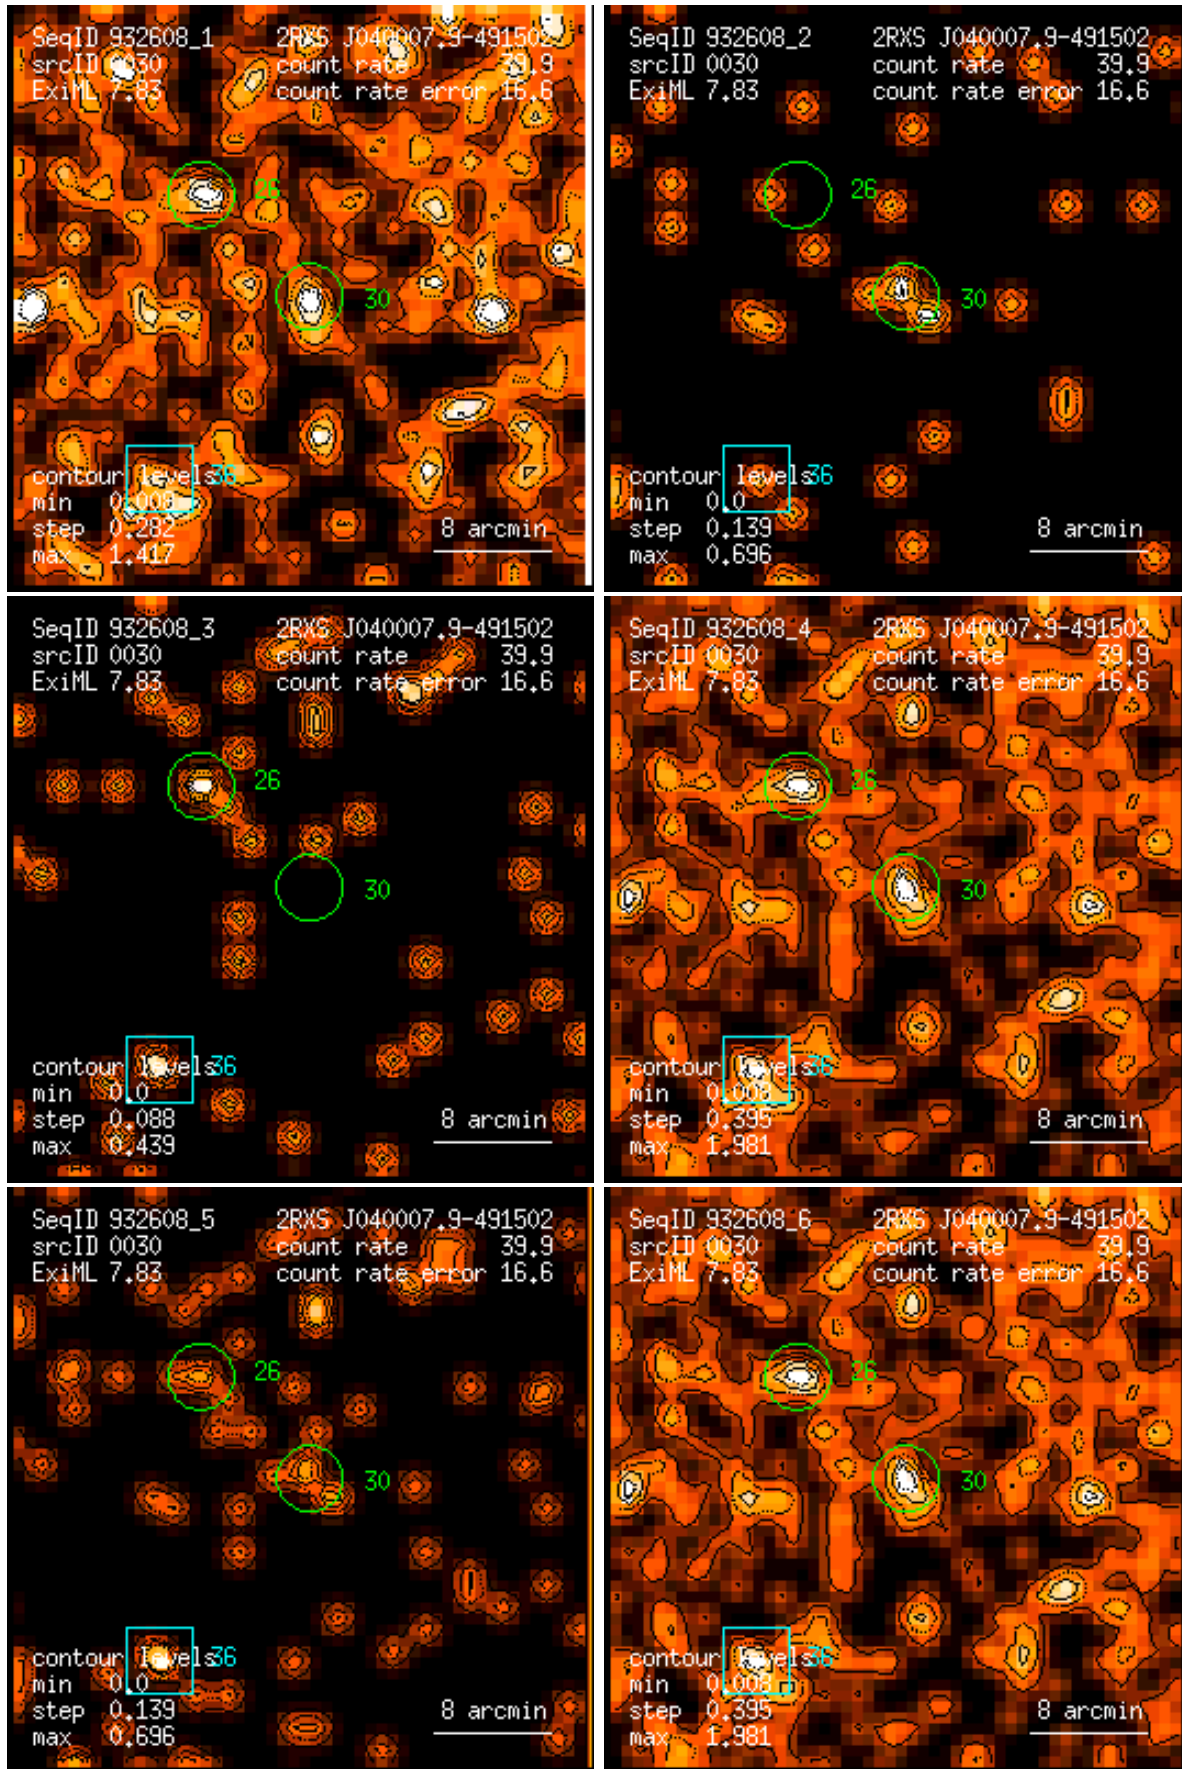 SeqID 932608_1 2RXS J040007.9-491502
srcID 0030 count rate 39.9
ExiML 7.83 count rate error 16.6
26
30
contour levels 36
min 0.008
step 0.282 8 arcmin
max 1.417
SeqID 932608_2 2RXS J040007.9-491502
srcID 0030 count rate 39.9
ExiML 7.83 count rate error 16.6
26
30
contour levels 36
min 0.0
step 0.139 8 arcmin
max 0.696
SeqID 932608_3 2RXS J040007.9-491502
srcID 0030 count rate 39.9
ExiML 7.83 count rate error 16.6
26
30
contour levels 36
min 0.0
step 0.088 8 arcmin
max 0.439
SeqID 932608_4 2RXS J040007.9-491502
srcID 0030 count rate 39.9
ExiML 7.83 count rate error 16.6
26
30
contour levels 36
min 0.008
step 0.395 8 arcmin
max 1.981
SeqID 932608_5 2RXS J040007.9-491502
srcID 0030 count rate 39.9
ExiML 7.83 count rate error 16.6
26
30
contour levels 36
min 0.0
step 0.139 8 arcmin
max 0.696
SeqID 932608_6 2RXS J040007.9-491502
srcID 0030 count rate 39.9
ExiML 7.83 count rate error 16.6
26
30
contour levels 36
min 0.008
step 0.395 8 arcmin
max 1.981